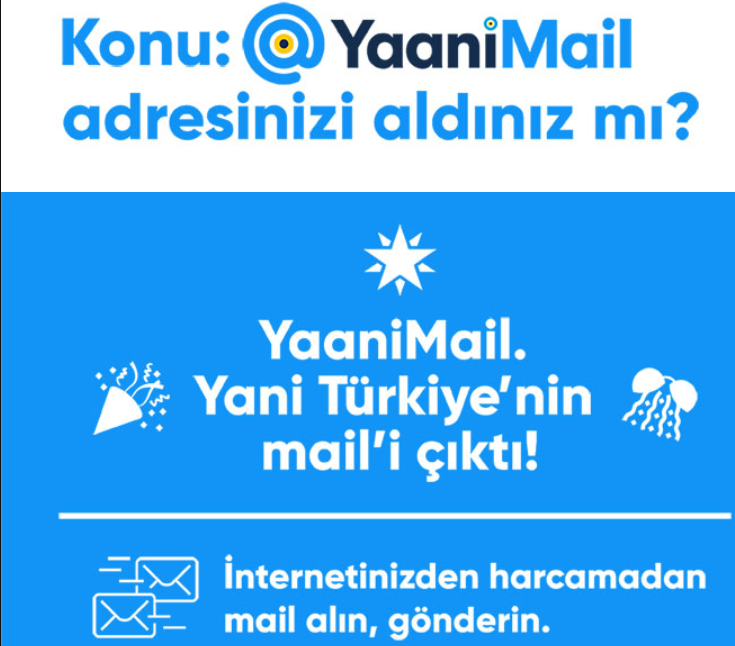 Konu: @ YaaniMail
adresinizi aldınız mı?
YaaniMail.
Yani Türkiye'nin
mail'i çıktı!
İnternetinizden harcamadan
mail alın, gönderin.